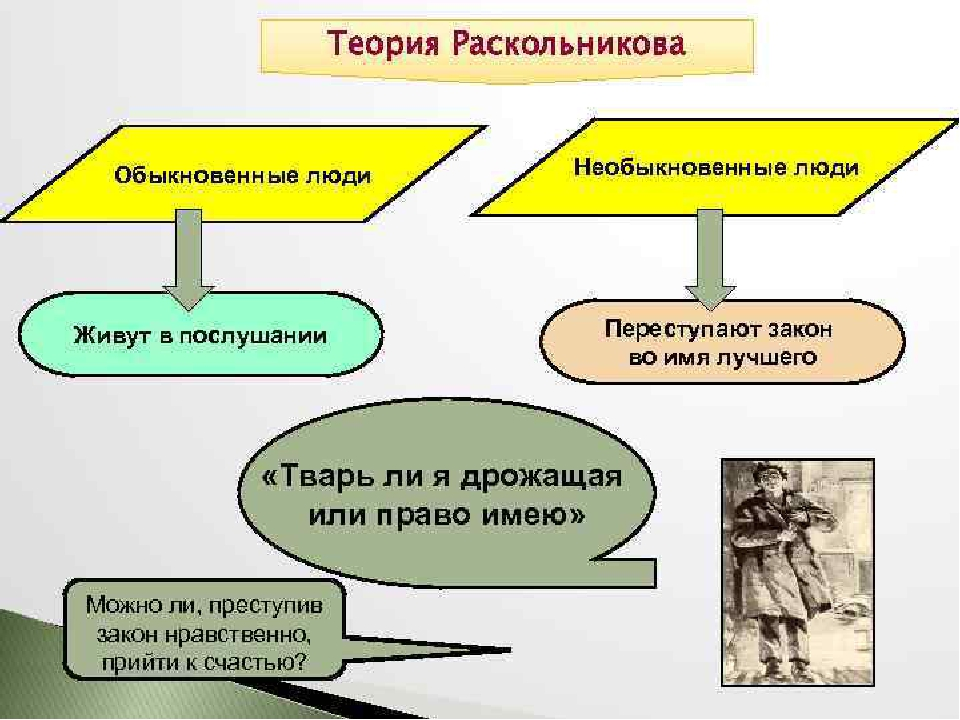 Теория Раскольникова
Обыкновенные люди
Необыкновенные люди
Живут в послушании
Переступают закон
во имя лучшего
«Тварь ли я дрожащая
или право имею»
Можно ли, преступив
закон нравственно,
прийти к счастью?